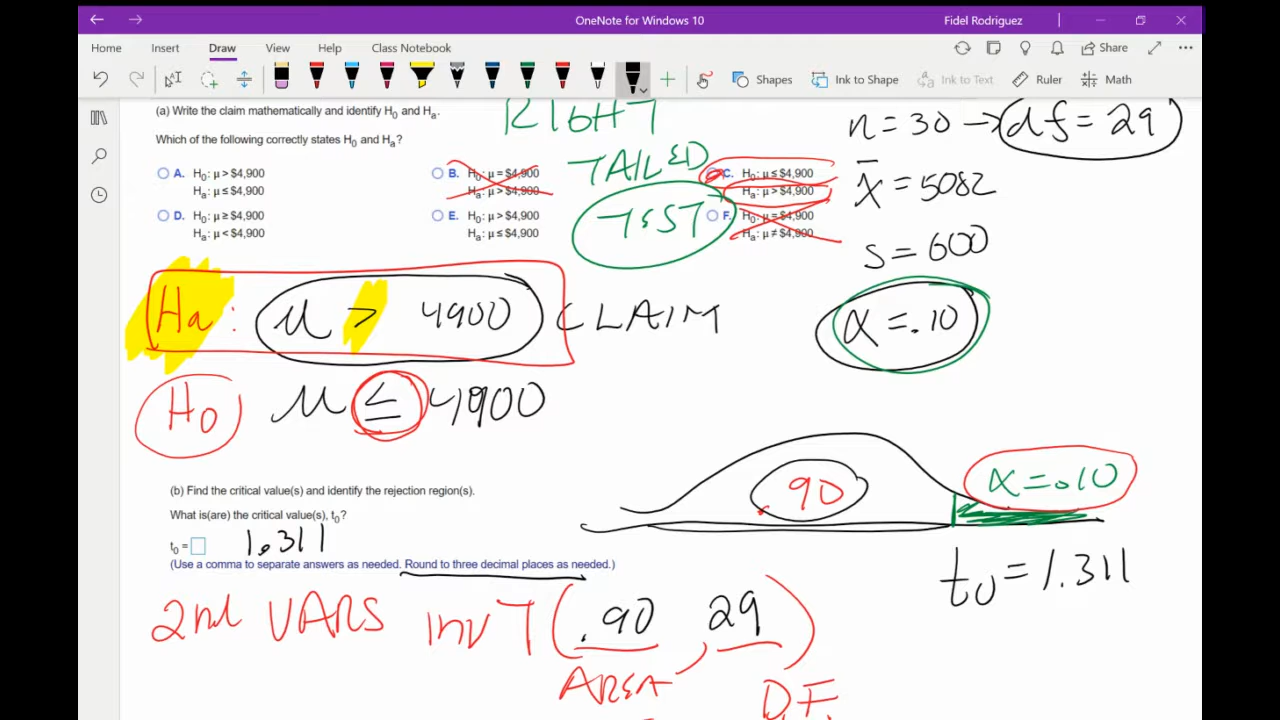 OneNote for Windows 10
Fidel Rodriguez
Home Insert Draw View Help Class Notebook
Share
Shapes Ink to Shape Ink to Text Ruler Math
(a) Write the claim mathematically and identify H0 and Ha.
Which of the following correctly states H0 and Ha?
A. H0: μ > $4,900
Ha: μ ≤ $4,900
B. H0: μ = $4,900
Ha: μ > $4,900
C. H0: μ ≤ $4,900
Ha: μ > $4,900
D. H0: μ ≥ $4,900
Ha: μ < $4,900
E. H0: μ > $4,900
Ha: μ ≤ $4,900
F. H0: μ = $4,900
Ha: μ ≠ $4,900
RIGHT
TAILED
TEST
n = 30 → df = 29
x̄ = 5082
s = 600
α = .10
Ha: μ > 4900 CLAIM
H0 μ ≤ 4900
90
α = .10
t0 = 1.311
(b) Find the critical value(s) and identify the rejection region(s).
What is(are) the critical value(s), t0?
t0 = 1.311
(Use a comma to separate answers as needed. Round to three decimal places as needed.)
2nd VARS inv T (.90, 29)
AREA D.F.